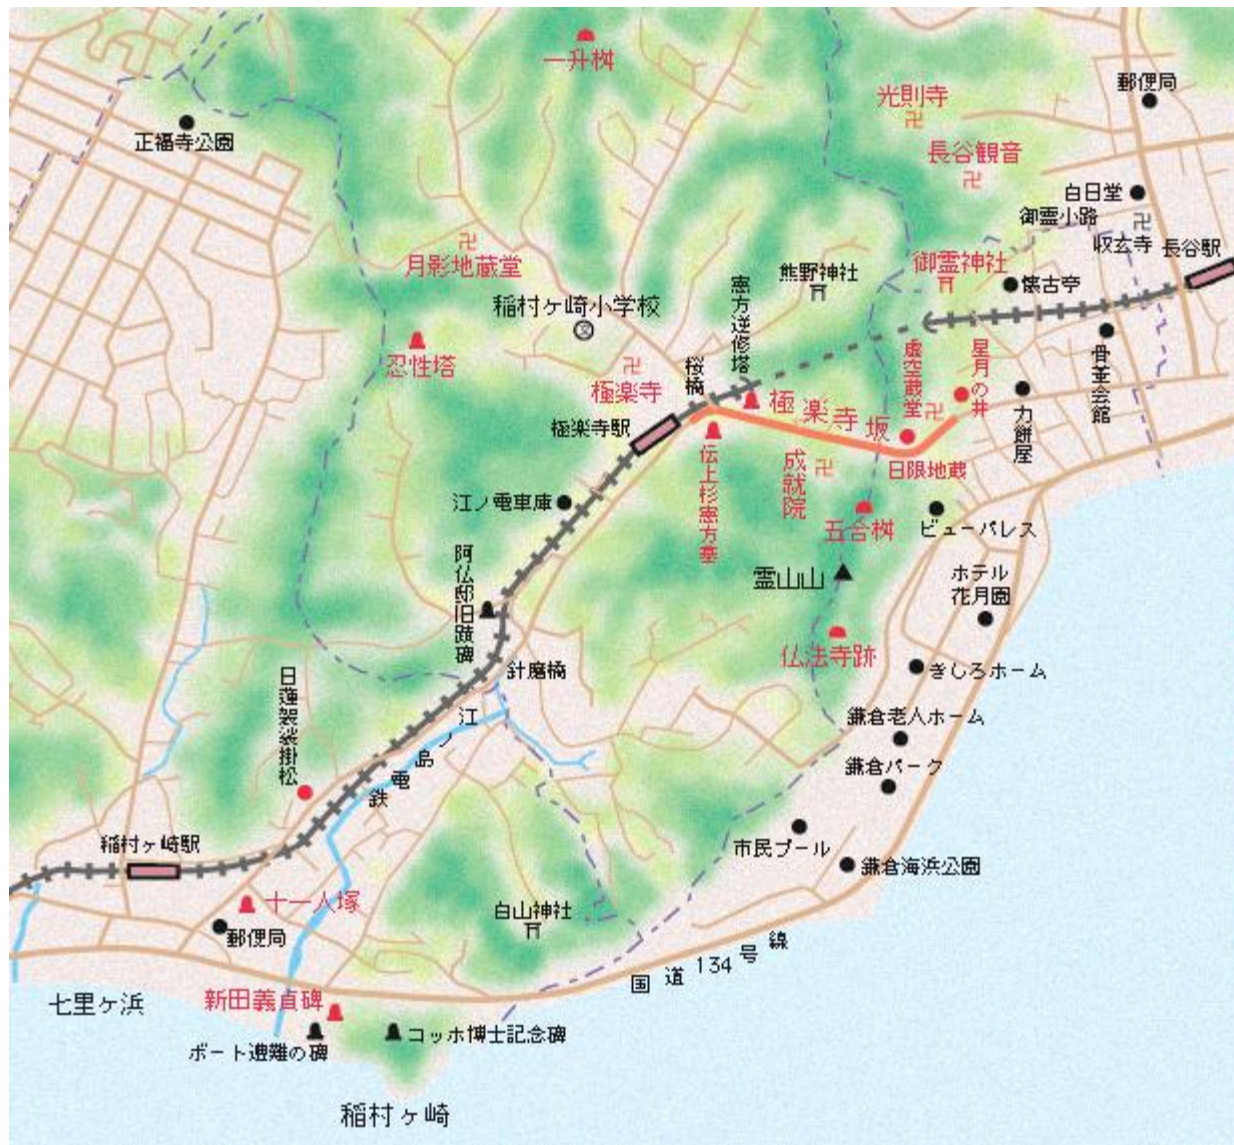 一升桝
郵便局
光則寺
正福寺公園
長谷観音
白日堂
御霊小路
収玄寺
長谷駅
月影地蔵堂
熊野神社
御霊神社
懐古亭
稲村ヶ崎小学校
憲方逆修塔
忍性塔
極楽寺
桜橋
虚空蔵堂
星月の井
骨董会館
力餅屋
極楽寺坂
極楽寺駅
伝上杉憲方墓
成就院
日限地蔵
江ノ電車庫
五合桝
ビューパレス
阿仏邸旧蹟碑
霊山山
ホテル
花月園
仏法寺跡
針磨橋
きしろホーム
日蓮袈裟掛松
鎌倉老人ホーム
江ノ島電鉄
鎌倉パーク
稲村ヶ崎駅
市民プール
鎌倉海浜公園
十一人塚
白山神社
郵便局
国道134号線
七里ヶ浜
新田義貞碑
コッホ博士記念碑
ボート遭難の碑
稲村ヶ崎